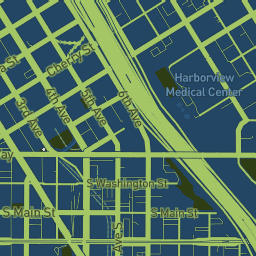 Cherry St
3rd Ave
4th Ave
5th Ave
6th Ave
Harborview
Medical Center
S Washington St
S Main St
S Main St
Ave S